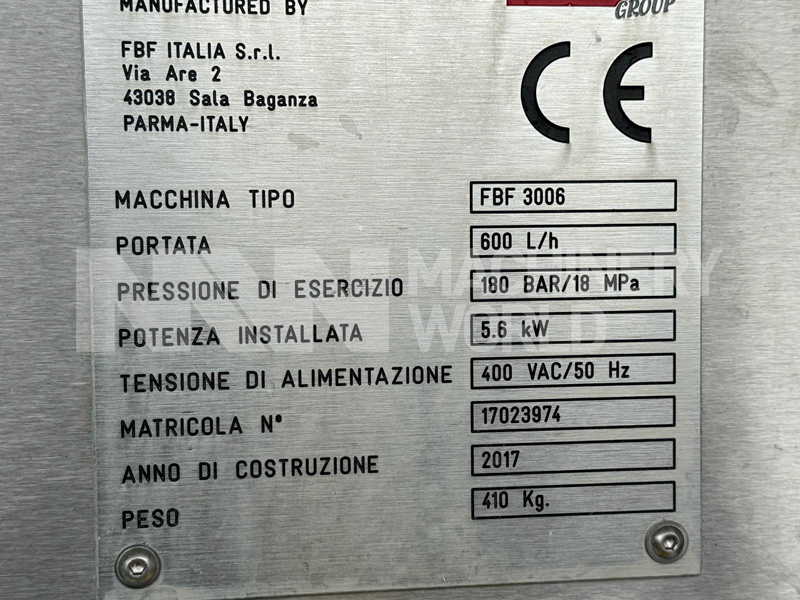 MANUFACTURED BY
GROUP
FBF ITALIA S.r.l.
Via Are 2
43038 Sala Baganza
PARMA-ITALY
CE
MACCHINA TIPO FBF 3006
PORTATA 600 L/h
PRESSIONE DI ESERCIZIO 180 BAR/18 MPa
POTENZA INSTALLATA 5.6 kW
TENSIONE DI ALIMENTAZIONE 400 VAC/50 Hz
MATRICOLA N° 17023974
ANNO DI COSTRUZIONE 2017
PESO 410 Kg.
MACHINERY
WORLD